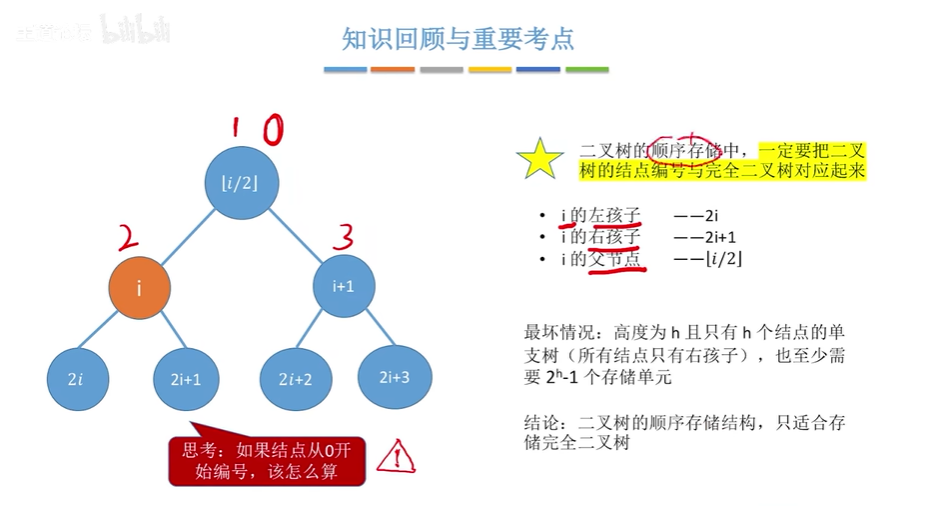 bilibili
知识回顾与重要考点
1 0
⌊i/2⌋
2
3
i
i+1
2i
2i+1
2i+2
2i+3
思考：如果结点从0开
始编号，该怎么算
!
二叉树的顺序存储中，一定要把二叉
树的结点编号与完全二叉树对应起来
• i 的左孩子 ——2i
• i 的右孩子 ——2i+1
• i 的父节点 ——⌊i/2⌋
最坏情况：高度为 h 且只有 h 个结点的单
支树（所有结点只有右孩子），也至少需
要 2ʰ-1 个存储单元
结论：二叉树的顺序存储结构，只适合存
储完全二叉树